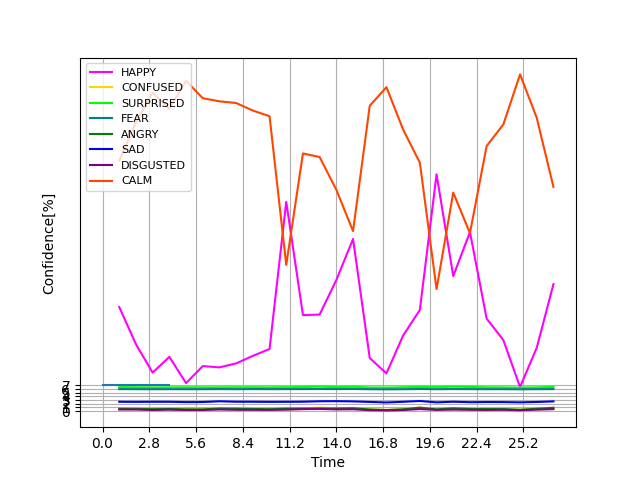 HAPPY
CONFUSED
SURPRISED
FEAR
ANGRY
SAD
DISGUSTED
CALM
Confidence[%]
7
0.0 2.8 5.6 8.4 11.2 14.0 16.8 19.6 22.4 25.2
Time